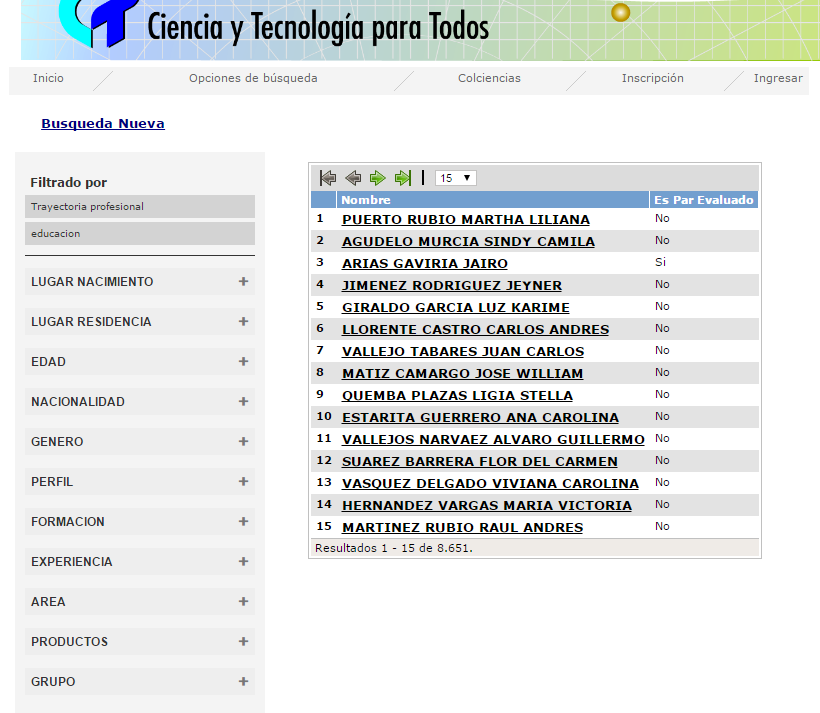 Ciencia y Tecnología para Todos
Inicio Opciones de búsqueda Colciencias Inscripción Ingresar
Busqueda Nueva
Filtrado por
Trayectoria profesional
educacion
LUGAR NACIMIENTO +
LUGAR RESIDENCIA +
EDAD +
NACIONALIDAD +
GENERO +
PERFIL +
FORMACION +
EXPERIENCIA +
AREA +
PRODUCTOS +
GRUPO +
15
Nombre Es Par Evaluado
1 PUERTO RUBIO MARTHA LILIANA No
2 AGUDELO MURCIA SINDY CAMILA No
3 ARIAS GAVIRIA JAIRO Si
4 JIMENEZ RODRIGUEZ JEYNER No
5 GIRALDO GARCIA LUZ KARIME No
6 LLORENTE CASTRO CARLOS ANDRES No
7 VALLEJO TABARES JUAN CARLOS No
8 MATIZ CAMARGO JOSE WILLIAM No
9 QUEMBA PLAZAS LIGIA STELLA No
10 ESTARITA GUERRERO ANA CAROLINA No
11 VALLEJOS NARVAEZ ALVARO GUILLERMO No
12 SUAREZ BARRERA FLOR DEL CARMEN No
13 VASQUEZ DELGADO VIVIANA CAROLINA No
14 HERNANDEZ VARGAS MARIA VICTORIA No
15 MARTINEZ RUBIO RAUL ANDRES No
Resultados 1 - 15 de 8.651.